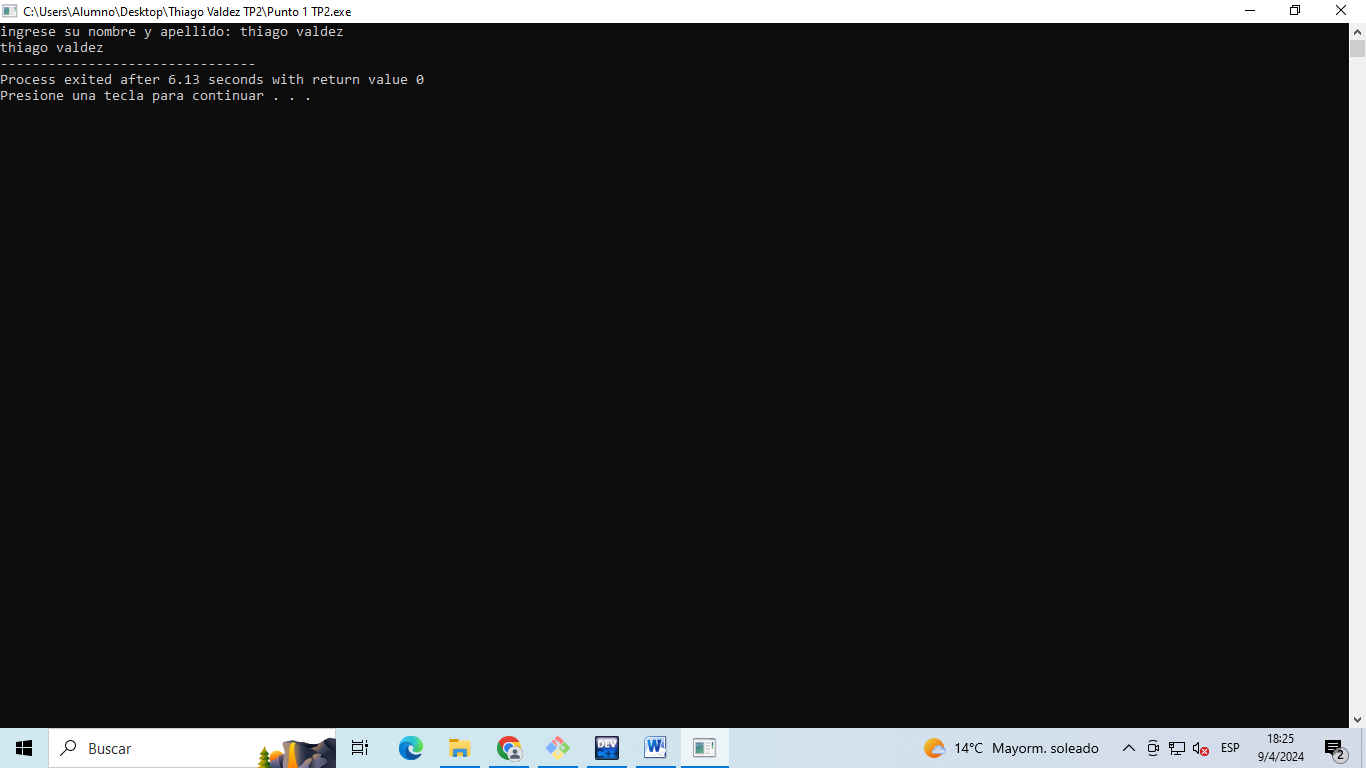 C:\Users\Alumno\Desktop\Thiago Valdez TP2\Punto 1 TP2.exe
ingrese su nombre y apellido: thiago valdez
thiago valdez
--------------------------------
Process exited after 6.13 seconds with return value 0
Presione una tecla para continuar . . .
Buscar
DEV
W
14°C Mayorm. soleado
ESP
18:25
9/4/2024
2